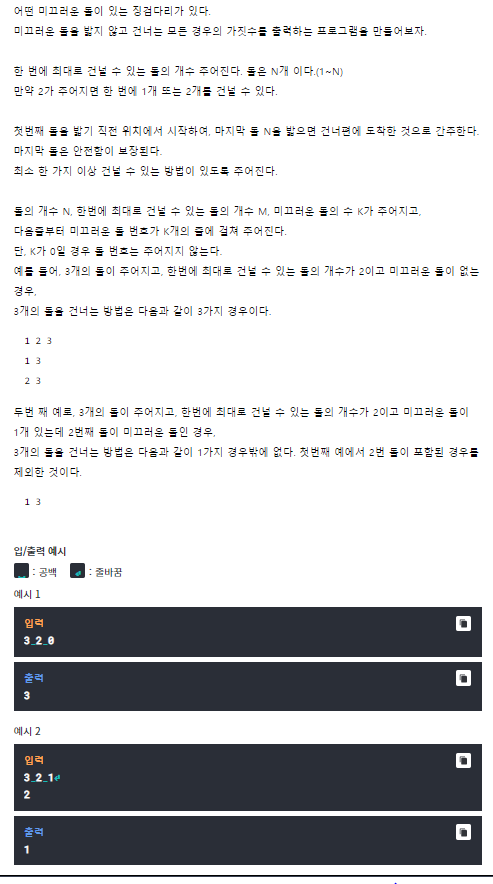 어떤 미끄러운 돌이 있는 징검다리가 있다.
미끄러운 돌을 밟지 않고 건너는 모든 경우의 가짓수를 출력하는 프로그램을 만들어보자.
한 번에 최대로 건널 수 있는 돌의 개수 주어진다. 돌은 N개 이다.(1~N)
만약 2가 주어지면 한 번에 1개 또는 2개를 건널 수 있다.
첫번째 돌을 밟기 직전 위치에서 시작하여, 마지막 돌 N을 밟으면 건너편에 도착한 것으로 간주한다.
마지막 돌은 안전함이 보장된다.
최소 한 가지 이상 건널 수 있는 방법이 있도록 주어진다.
돌의 개수 N, 한번에 최대로 건널 수 있는 돌의 개수 M, 미끄러운 돌의 수 K가 주어지고,
다음줄부터 미끄러운 돌 번호가 K개의 줄에 걸쳐 주어진다.
단, K가 0일 경우 돌 번호는 주어지지 않는다.
예를 들어, 3개의 돌이 주어지고, 한번에 최대로 건널 수 있는 돌의 개수가 2이고 미끄러운 돌이 없는
경우,
3개의 돌을 건너는 방법은 다음과 같이 3가지 경우이다.
1 2 3
1 3
2 3
두번 째 예로, 3개의 돌이 주어지고, 한번에 최대로 건널 수 있는 돌의 개수가 2이고 미끄러운 돌이
1개 있는데 2번째 돌이 미끄러운 돌인 경우,
3개의 돌을 건너는 방법은 다음과 같이 1가지 경우밖에 없다. 첫번째 예에서 2번 돌이 포함된 경우를
제외한 것이다.
1 3
입/출력 예시
: 공백 : 줄바꿈
예시 1
입력
3 2 0
출력
3
예시 2
입력
3 2 1
2
출력
1